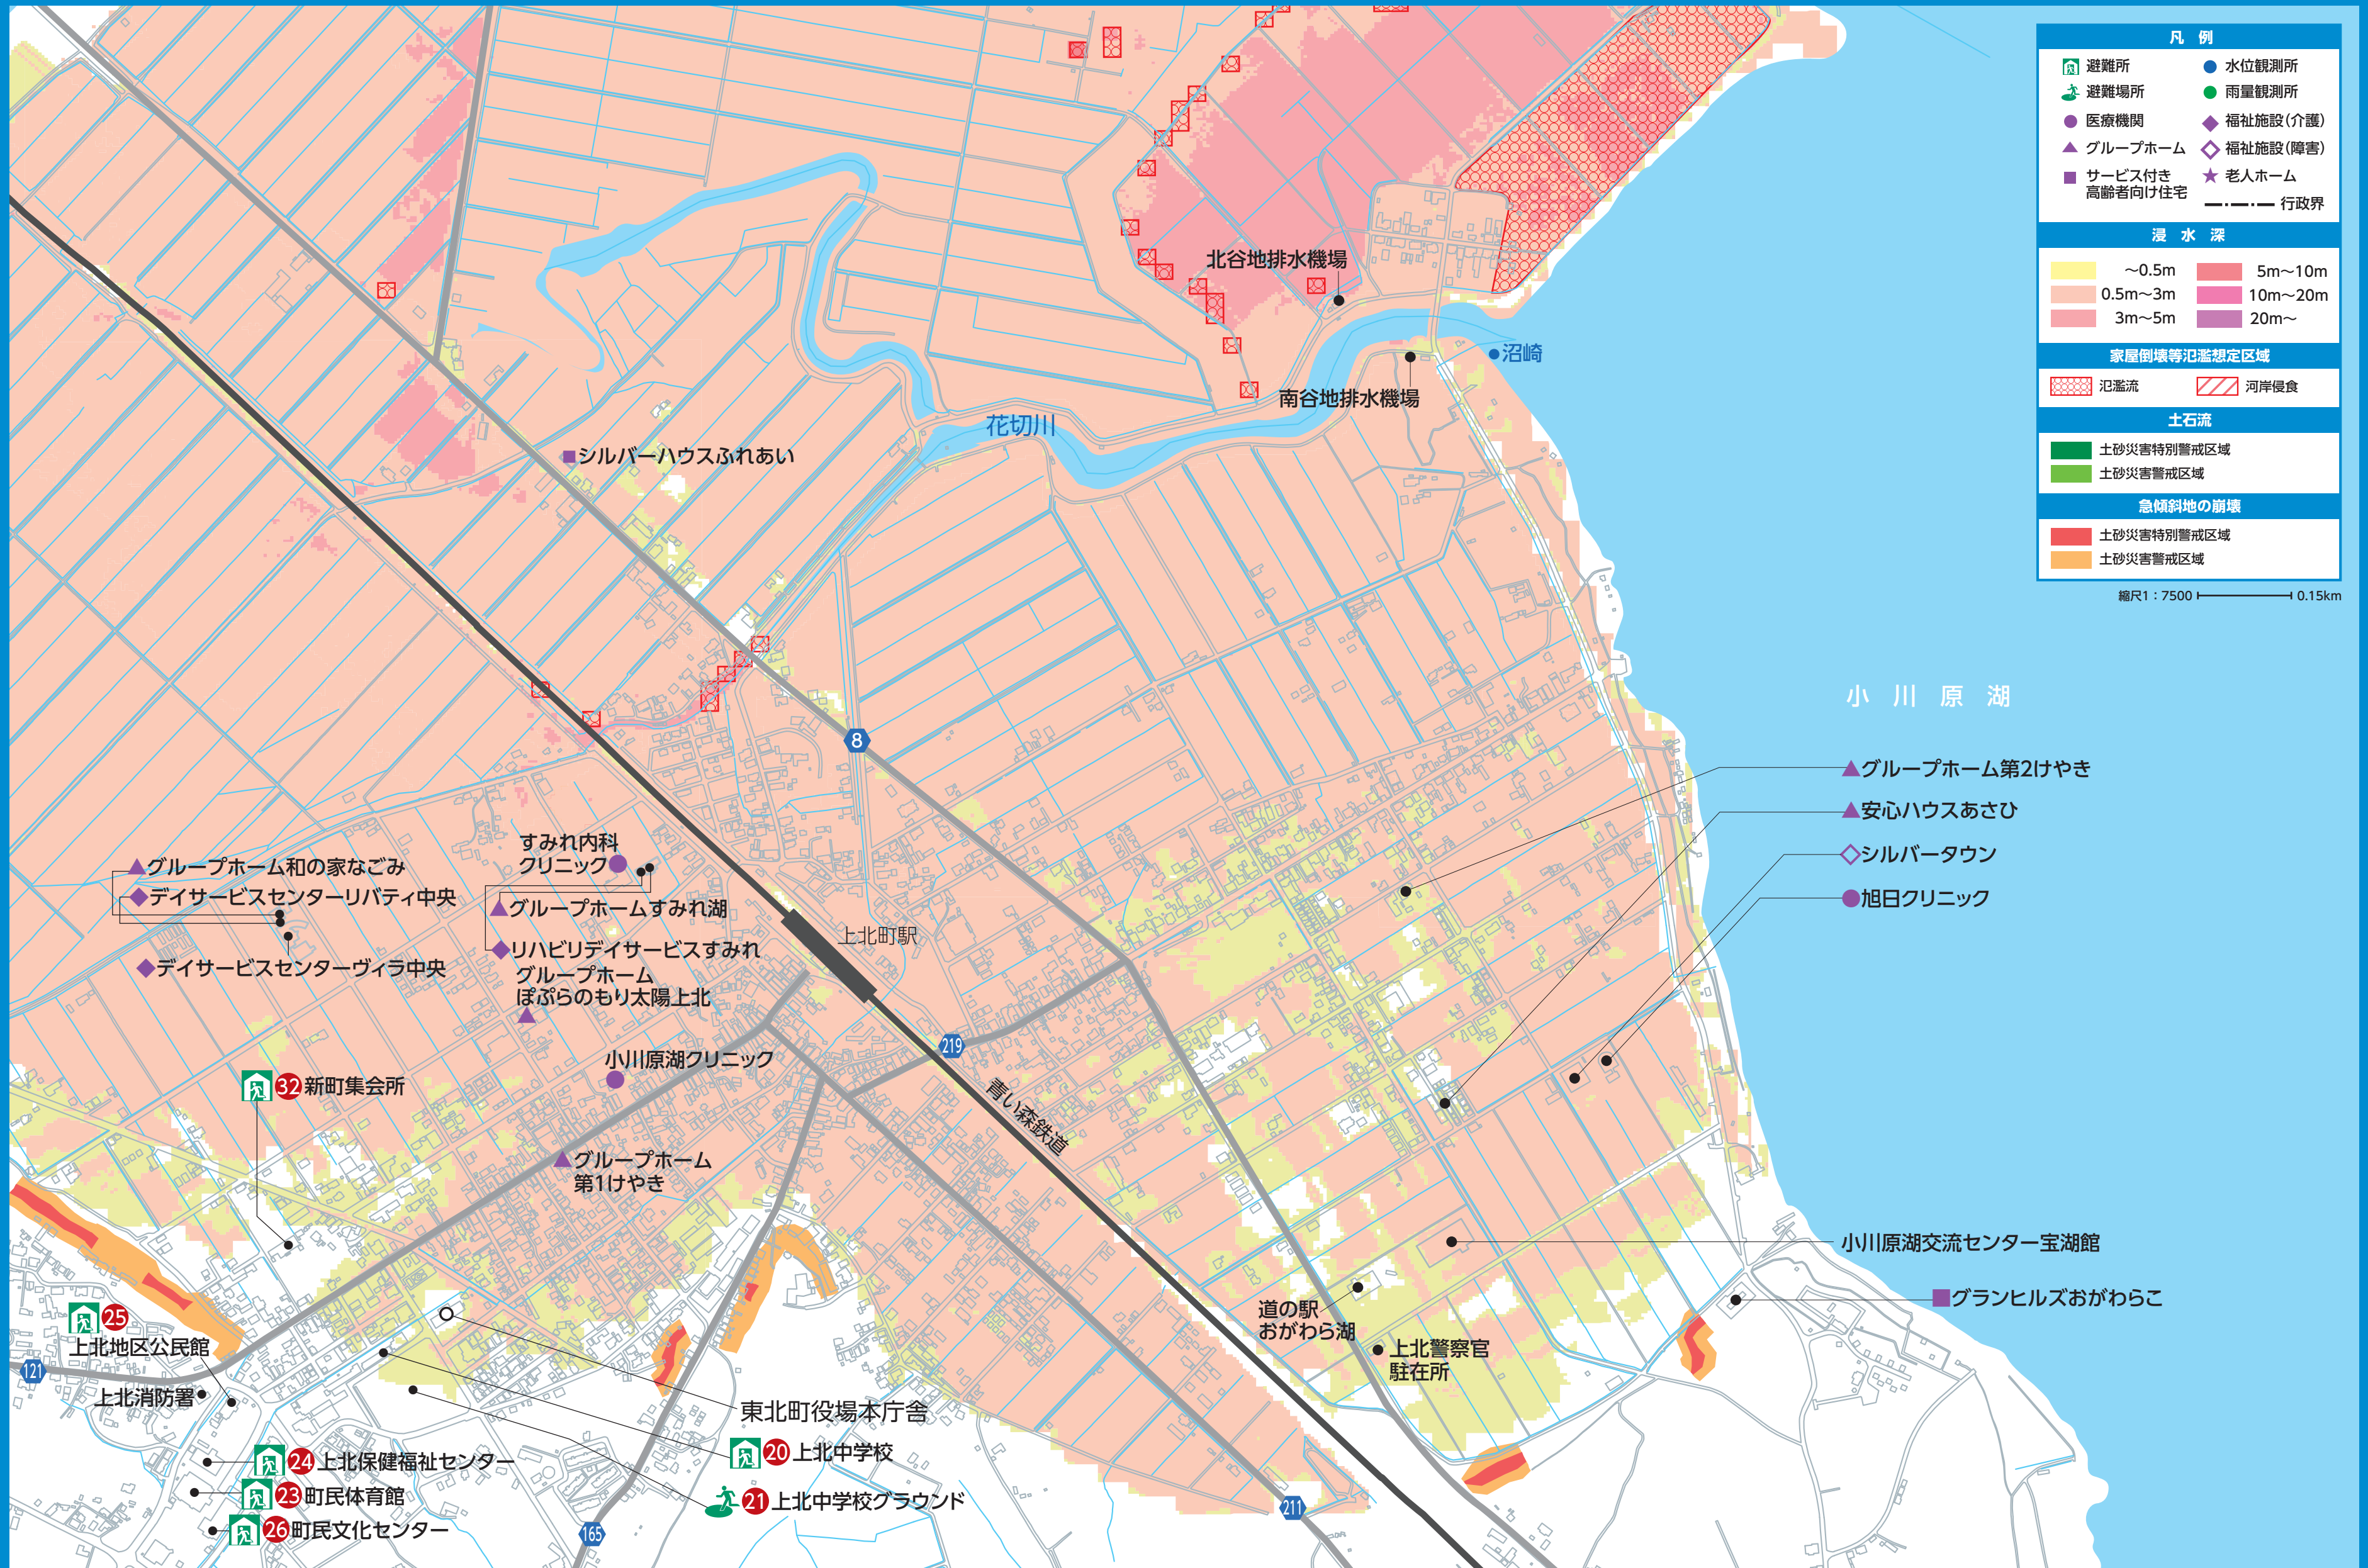 凡 例
避難所
水位観測所
避難場所
雨量観測所
医療機関
福祉施設(介護)
グループホーム
福祉施設(障害)
サービス付き
高齢者向け住宅
老人ホーム
行政界
浸 水 深
～0.5m
5m～10m
0.5m～3m
10m～20m
3m～5m
20m～
家屋倒壊等氾濫想定区域
氾濫流
河岸侵食
土石流
土砂災害特別警戒区域
土砂災害警戒区域
急傾斜地の崩壊
土砂災害特別警戒区域
土砂災害警戒区域
縮尺1：7500
0.15km
北谷地排水機場
沼崎
南谷地排水機場
花切川
シルバーハウスふれあい
小 川 原 湖
8
グループホーム第2けやき
安心ハウスあさひ
シルバータウン
旭日クリニック
すみれ内科
クリニック
グループホーム和の家なごみ
デイサービスセンターリバティ中央
グループホームすみれ湖
上北町駅
リハビリデイサービスすみれ
デイサービスセンターヴィラ中央
グループホーム
ぽぷらのもり太陽上北
219
小川原湖クリニック
32 新町集会所
青い森鉄道
グループホーム
第1けやき
小川原湖交流センター宝湖館
グランヒルズおがわらこ
道の駅
おがわら湖
上北警察官
駐在所
25
上北地区公民館
121
上北消防署
東北町役場本庁舎
20 上北中学校
24 上北保健福祉センター
23 町民体育館
21 上北中学校グラウンド
26 町民文化センター
165
211